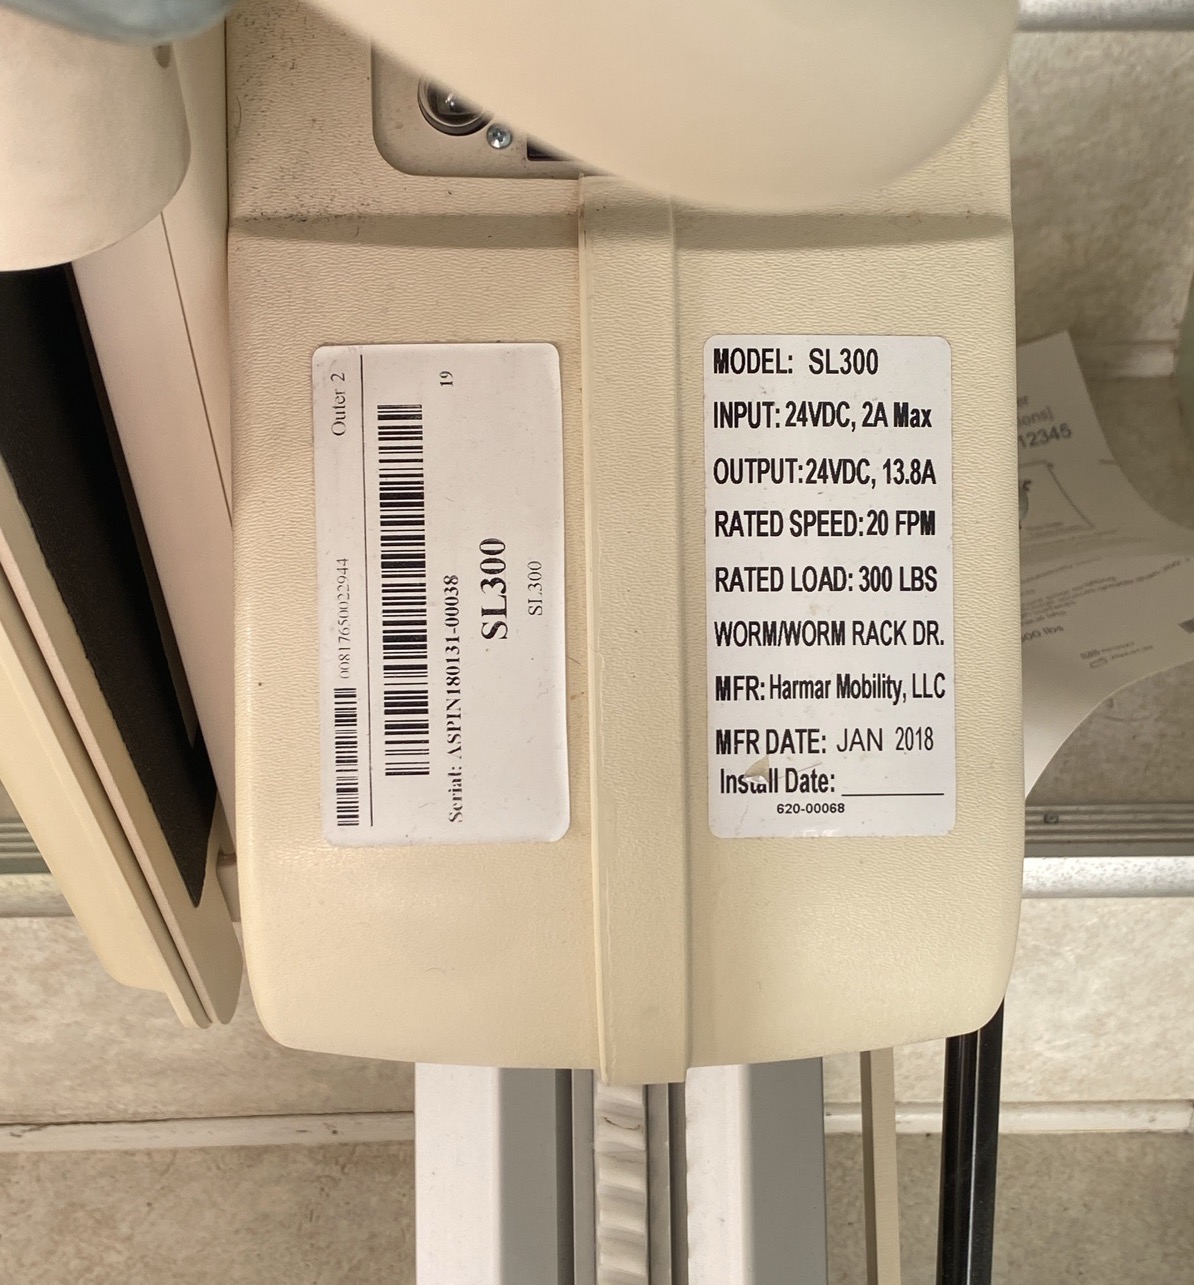 Outer 2
00817650022944
19
Serial: ASPIN180131-00038
SL300
SL300
MODEL: SL300
INPUT: 24VDC, 2A Max
OUTPUT: 24VDC, 13.8A
RATED SPEED: 20 FPM
RATED LOAD: 300 LBS
WORM/WORM RACK DR.
MFR: Harmar Mobility, LLC
MFR DATE: JAN 2018
Install Date:
620-00068
12345